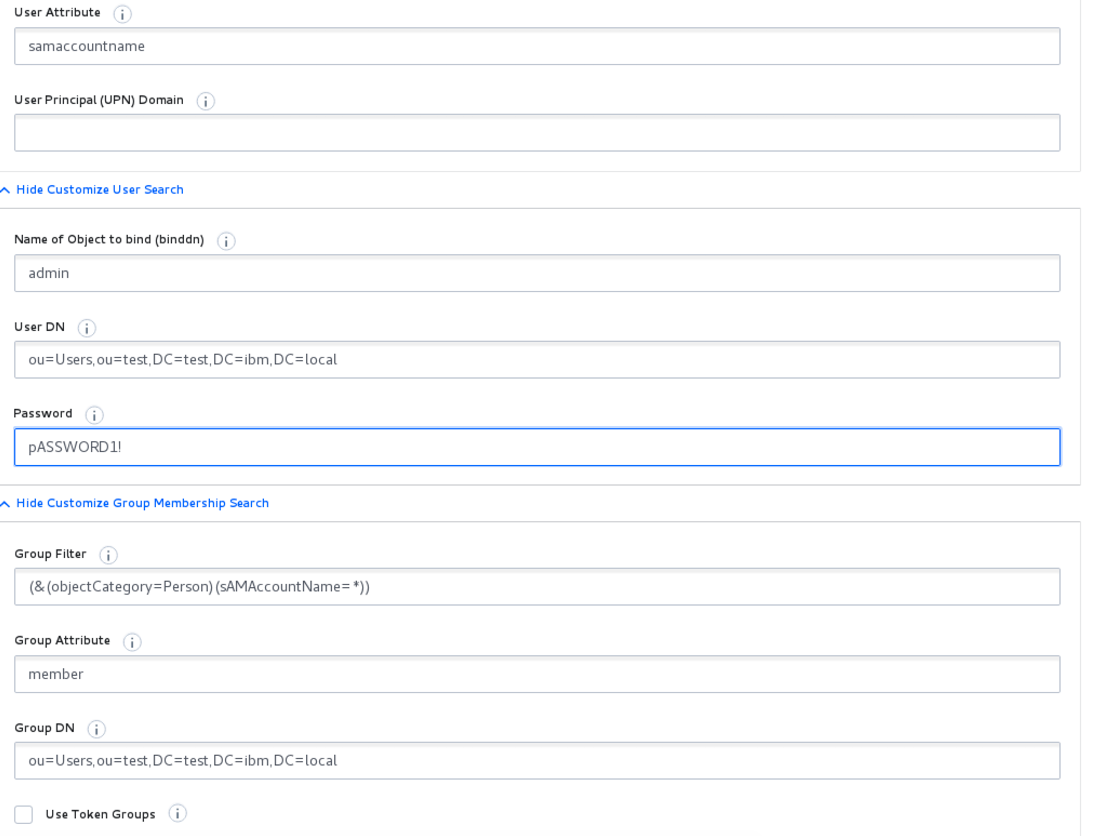 User Attribute
samaccountname
User Principal (UPN) Domain
Hide Customize User Search
Name of Object to bind (binddn)
admin
User DN
ou=Users,ou=test,DC=test,DC=ibm,DC=local
Password
pASSWORD1!
Hide Customize Group Membership Search
Group Filter
(&(objectCategory=Person)(sAMAccountName=*))
Group Attribute
member
Group DN
ou=Users,ou=test,DC=test,DC=ibm,DC=local
Use Token Groups